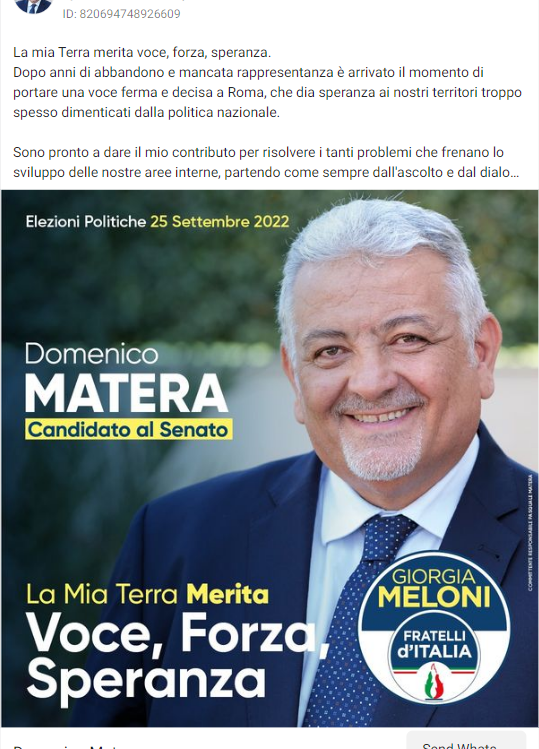 ID: 820694748926609
La mia Terra merita voce, forza, speranza.
Dopo anni di abbandono e mancata rappresentanza è arrivato il momento di
portare una voce ferma e decisa a Roma, che dia speranza ai nostri territori troppo
spesso dimenticati dalla politica nazionale.
Sono pronto a dare il mio contributo per risolvere i tanti problemi che frenano lo
sviluppo delle nostre aree interne, partendo come sempre dall'ascolto e dal dialo...
Elezioni Politiche 25 Settembre 2022
Domenico
MATERA
Candidato al Senato
COMMITTENTE RESPONSABILE PASQUALE MATERA
La Mia Terra Merita
Voce, Forza,
Speranza
GIORGIA
MELONI
FRATELLI
d'ITALIA